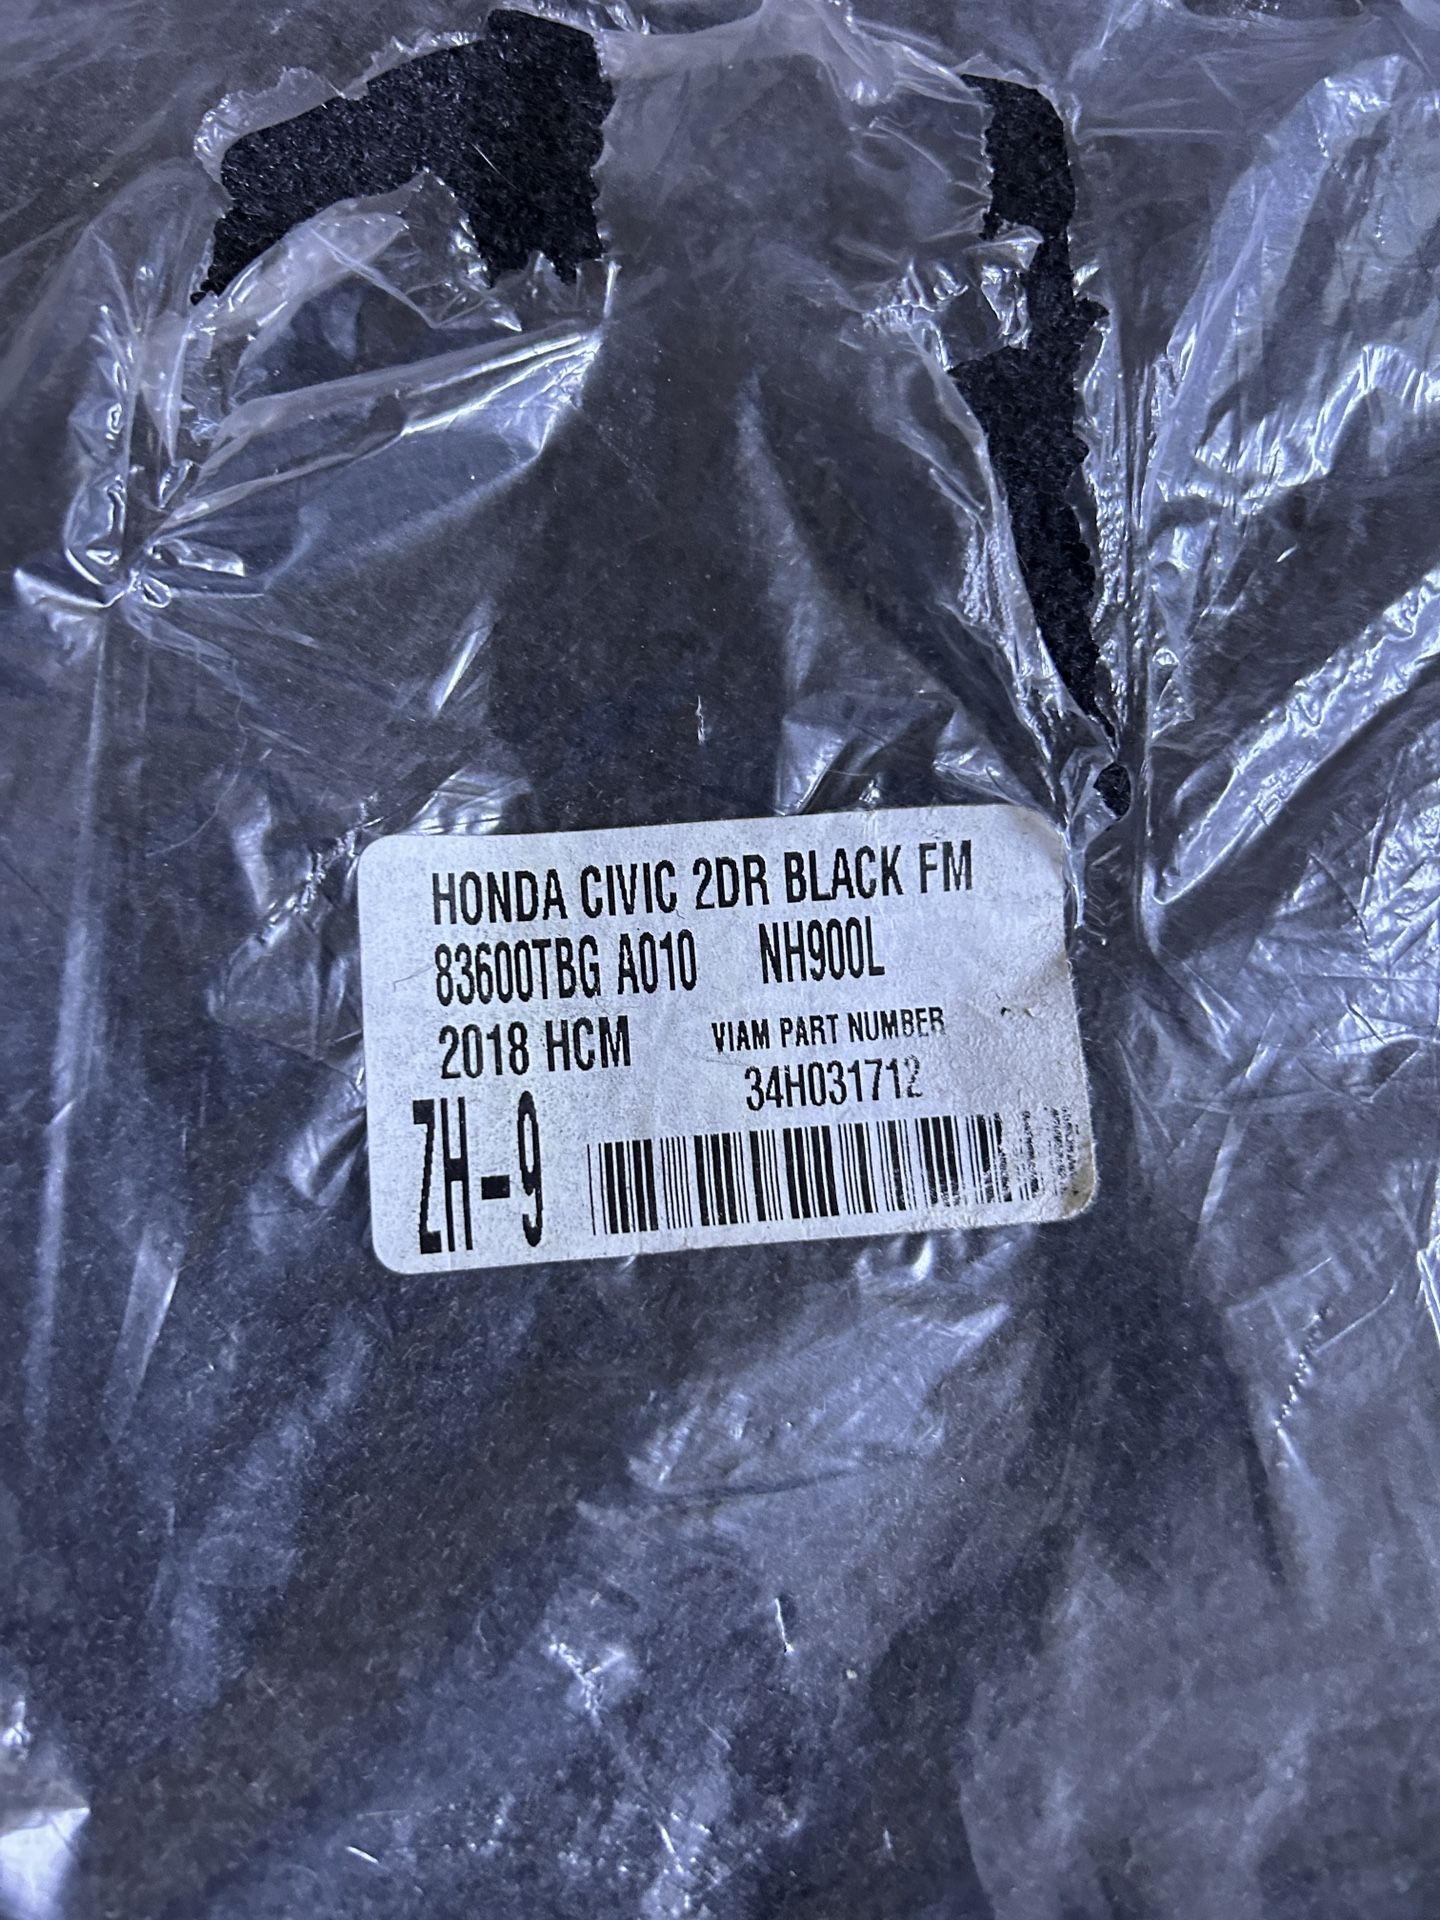 HONDA CIVIC 2DR BLACK FM
83600TBG A010 NH900L
2018 HCM VIAM PART NUMBER
34H031712
ZH-9